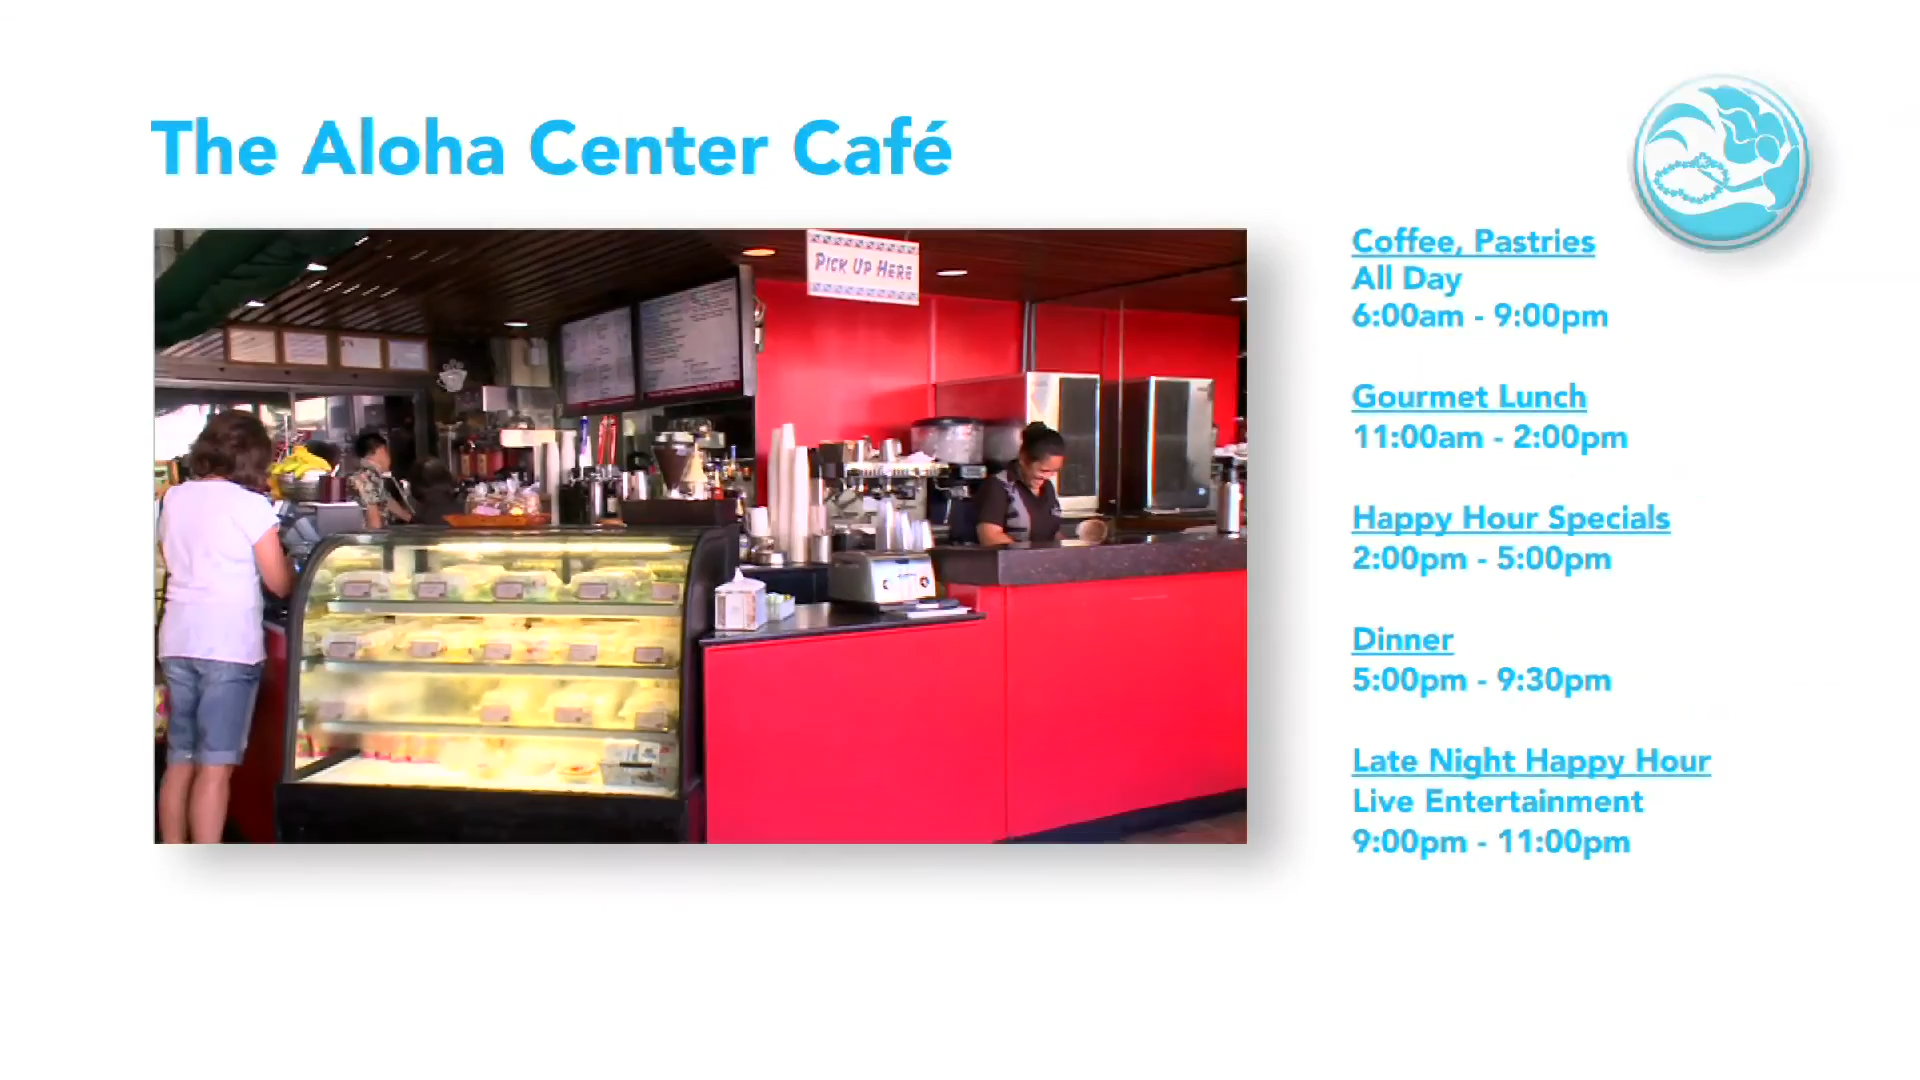 The Aloha Center Café
PICK UP HERE
Coffee, Pastries
All Day
6:00am - 9:00pm
Gourmet Lunch
11:00am - 2:00pm
Happy Hour Specials
2:00pm - 5:00pm
Dinner
5:00pm - 9:30pm
Late Night Happy Hour
Live Entertainment
9:00pm - 11:00pm